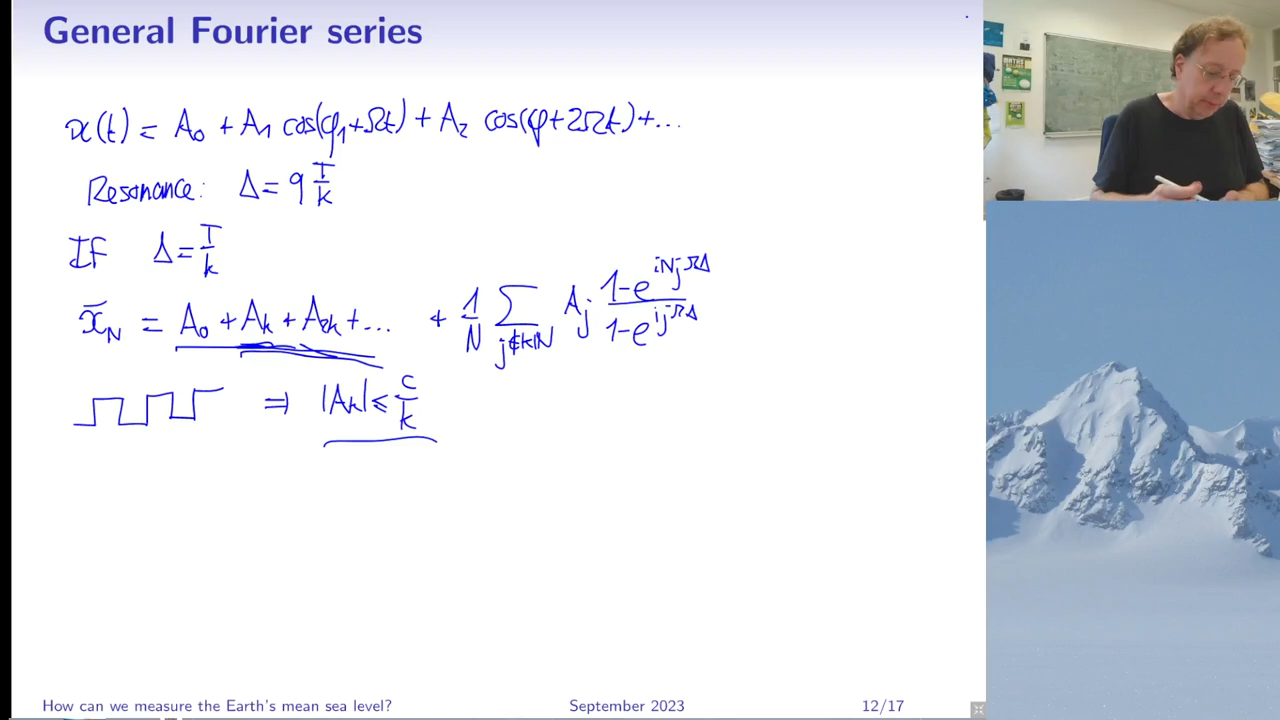 General Fourier series
x(t) = A₀ + A₁ cos(φ₁+Ωt) + A₂ cos(φ+2Ωt)+...
Resonance: Δ = q T/k
If Δ = T/k
x̄_N = A₀ + A_k + A_2k + ... + 1/N ∑_{j∉kℕ} A_j (1-e^{iNjΩΔ})/(1-e^{ijΩΔ})
⇒ |A_k| ≤ c/k
How can we measure the Earth's mean sea level? September 2023 12/17